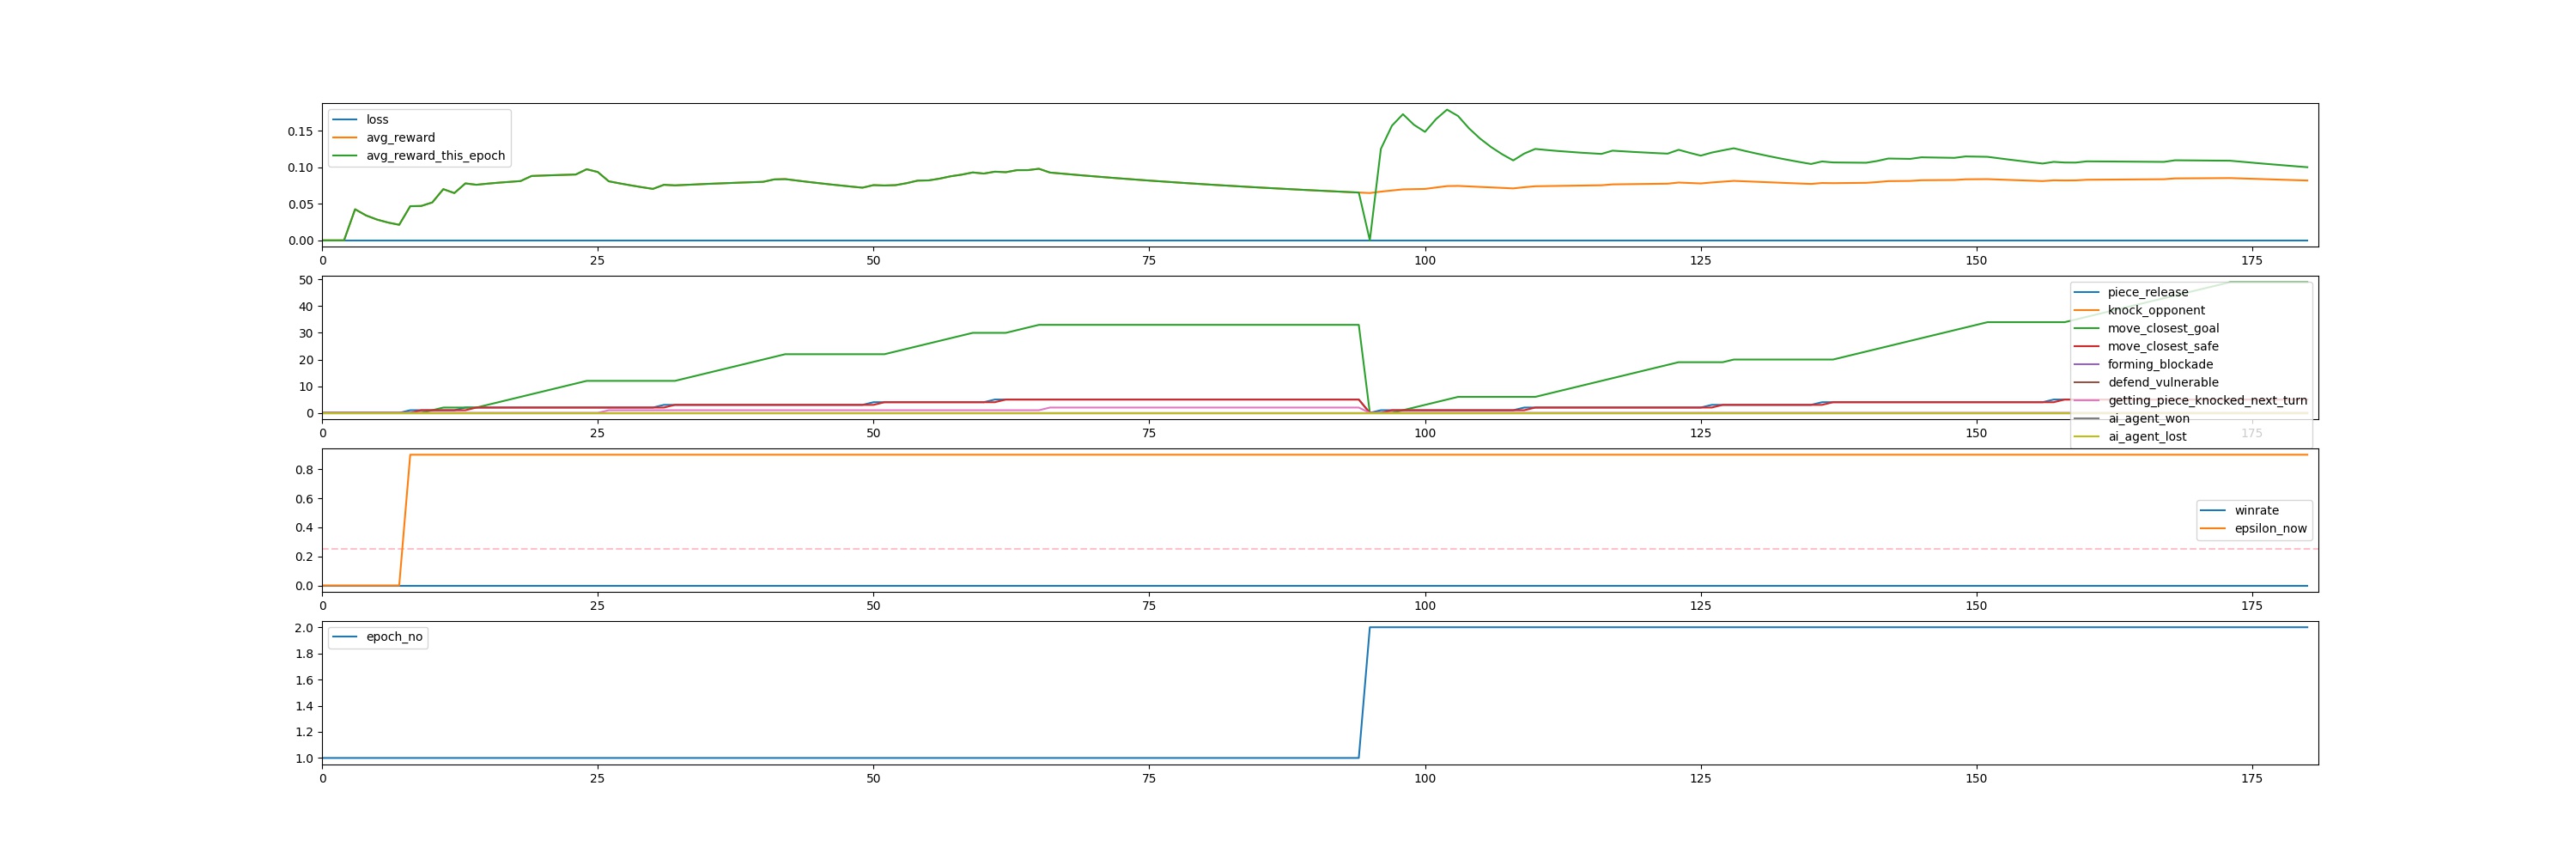 loss
avg_reward
avg_reward_this_epoch
0.15
0.10
0.05
0.00
0 25 50 75 100 125 150 175
50
40
30
20
10
0
piece_release
knock_opponent
move_closest_goal
move_closest_safe
forming_blockade
defend_vulnerable
getting_piece_knocked_next_turn
ai_agent_won
ai_agent_lost
0 25 50 75 100 125 150 175
0.8
0.6
0.4
0.2
0.0
winrate
epsilon_now
0 25 50 75 100 125 150 175
epoch_no
2.0
1.8
1.6
1.4
1.2
1.0
0 25 50 75 100 125 150 175